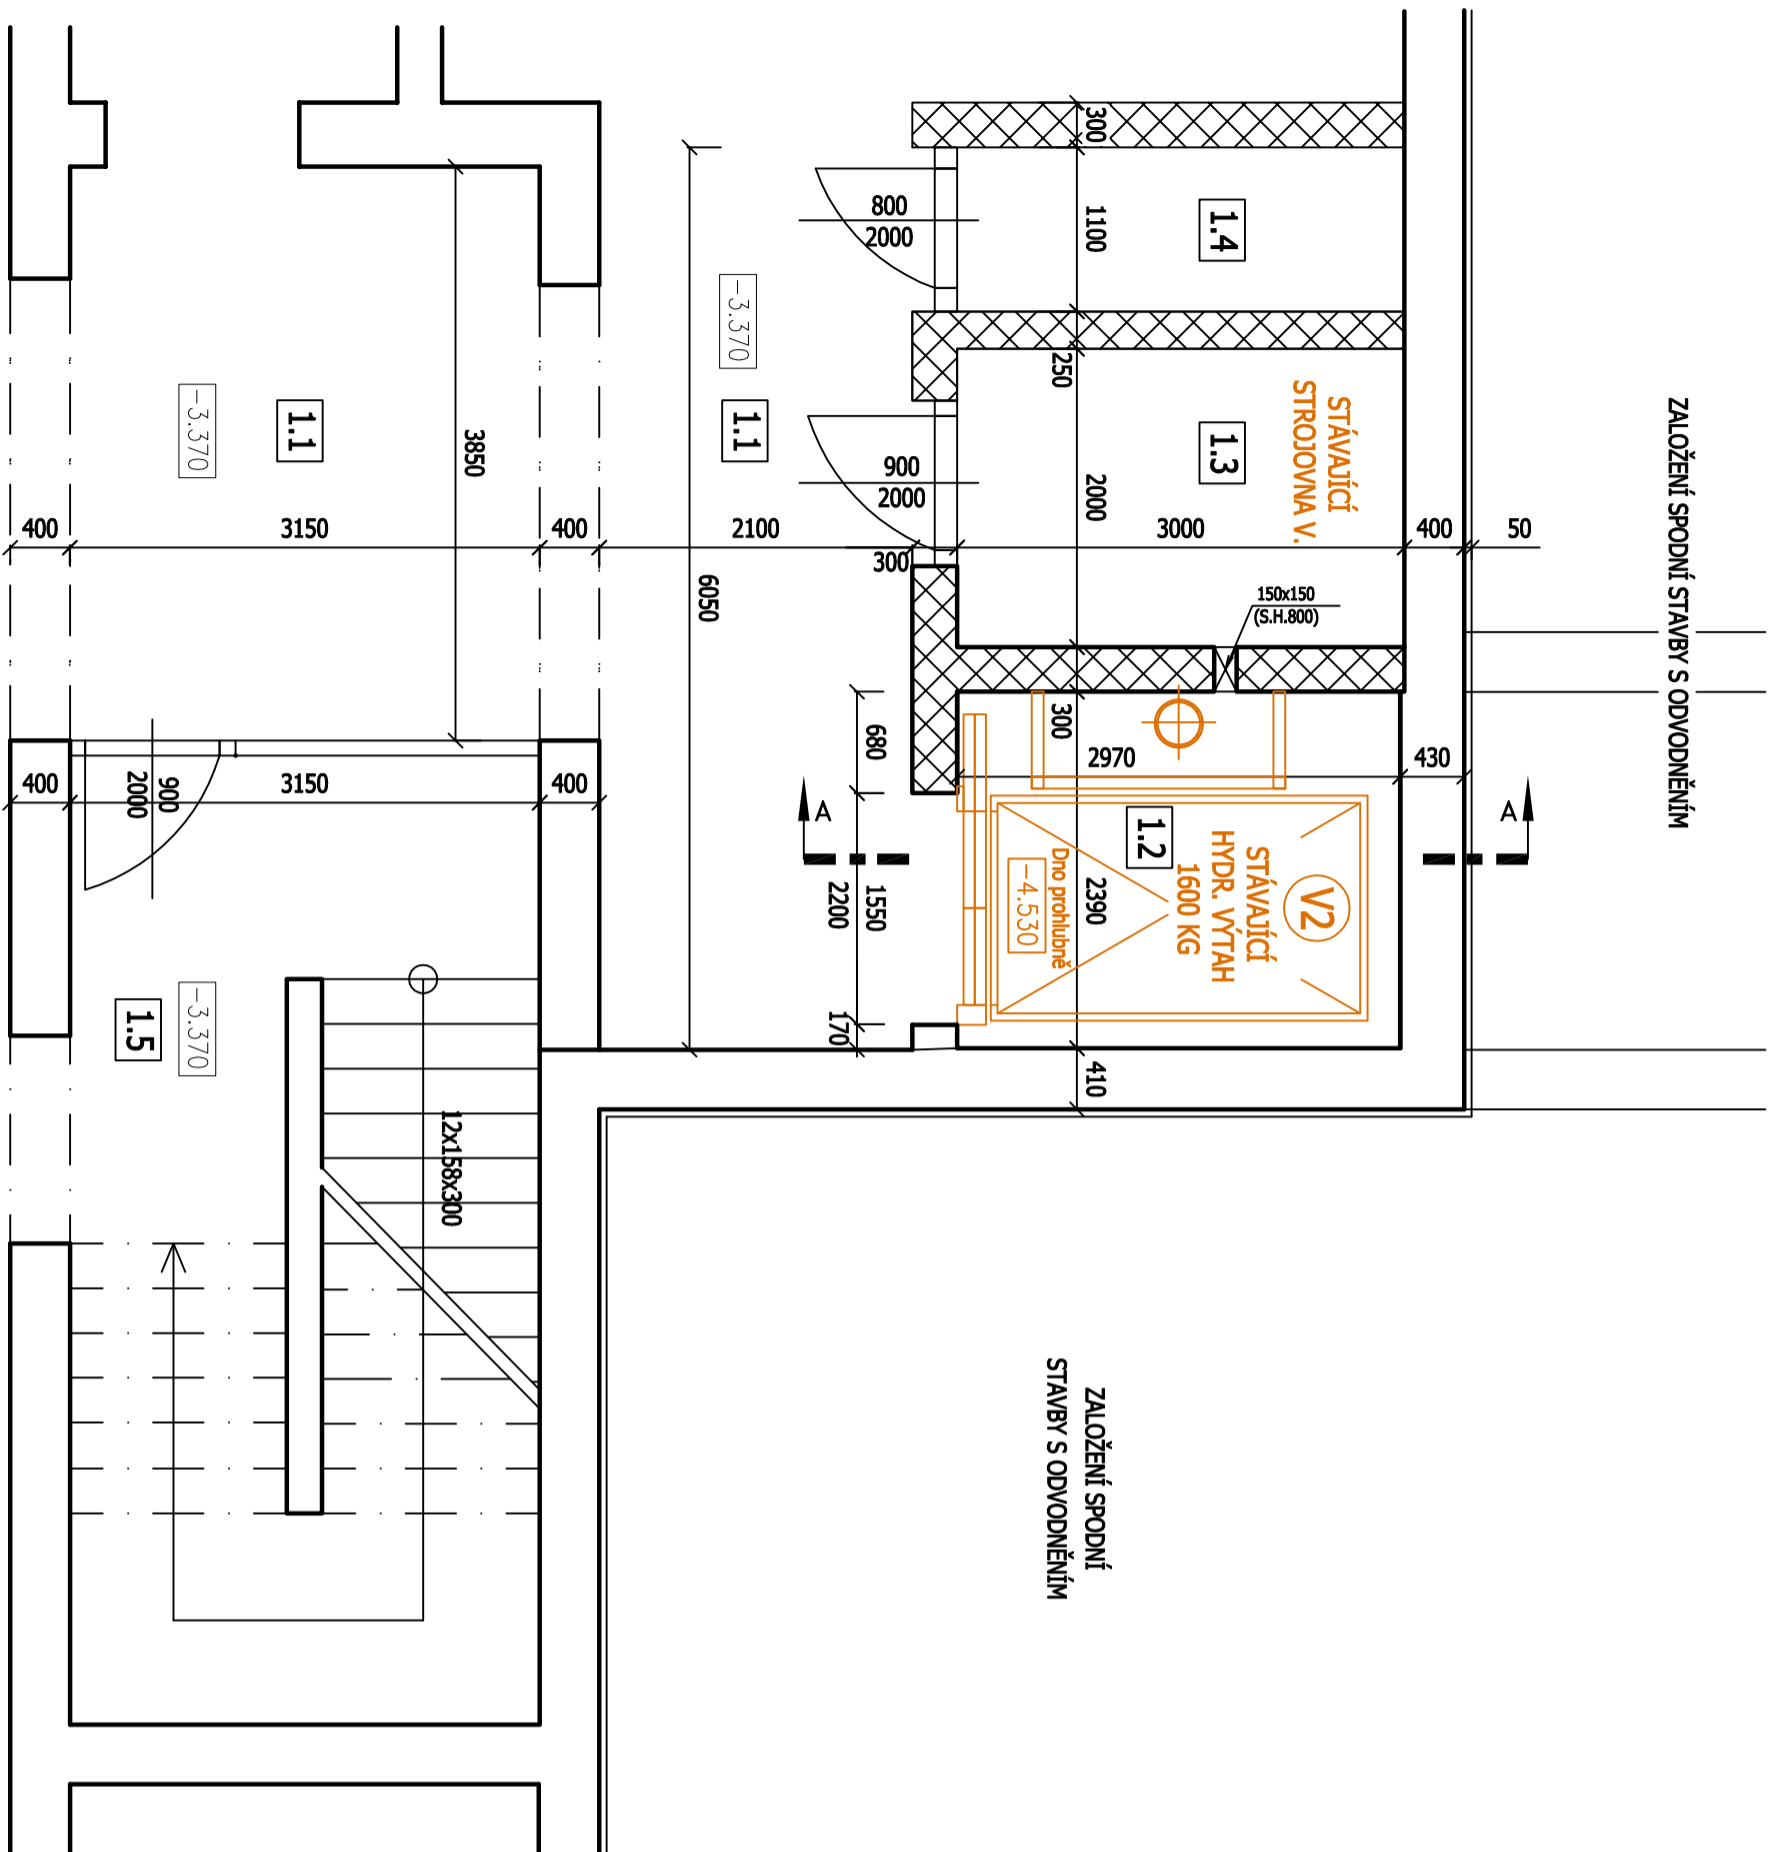 ZALOŽENÍ SPODNÍ STAVBY S ODVODNĚNÍM
300
1100
250
2000
300
2390
410
1.4
1.3
STÁVAJÍCÍ
STROJOVNA V.
800
2000
900
2000
-3.370
1.1
1.1
-3.370
3850
6050
400
3150
400
2100
300
3000
400
50
150x150
(S.H.800)
2970
430
680
1550
2200
170
A
A
1.2
V2
STÁVAJÍCÍ
HYDR. VÝTAH
1600 KG
Dno prohlubně
-4.530
400
3150
400
900
2000
1.5
-3.370
12x158x300
ZALOŽENÍ SPODNÍ
STAVBY S ODVODNĚNÍM